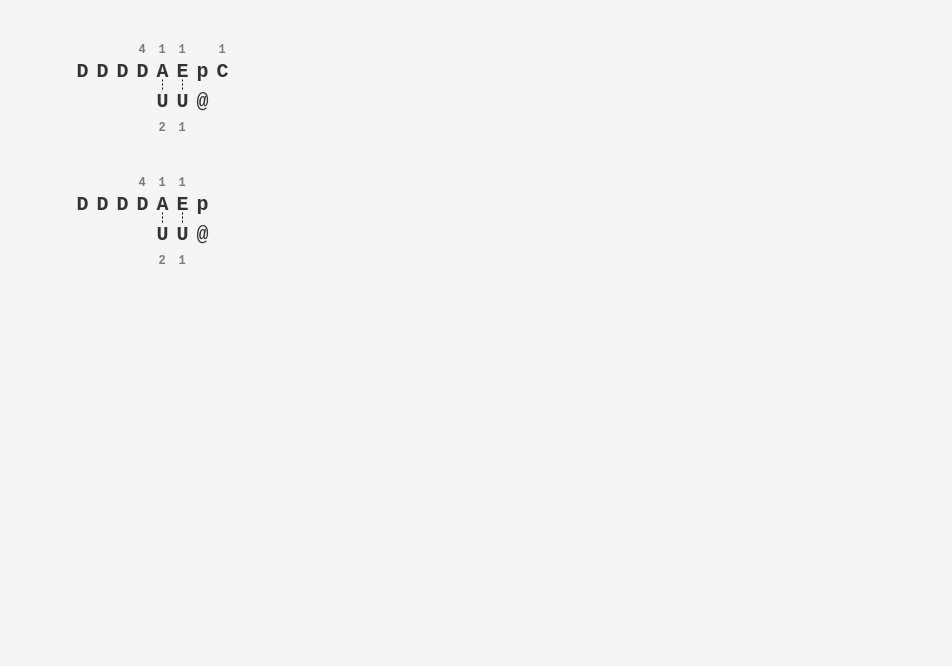 4 1 1 1
D D D D A E p C
U U @
2 1
4 1 1
D D D D A E p
U U @
2 1